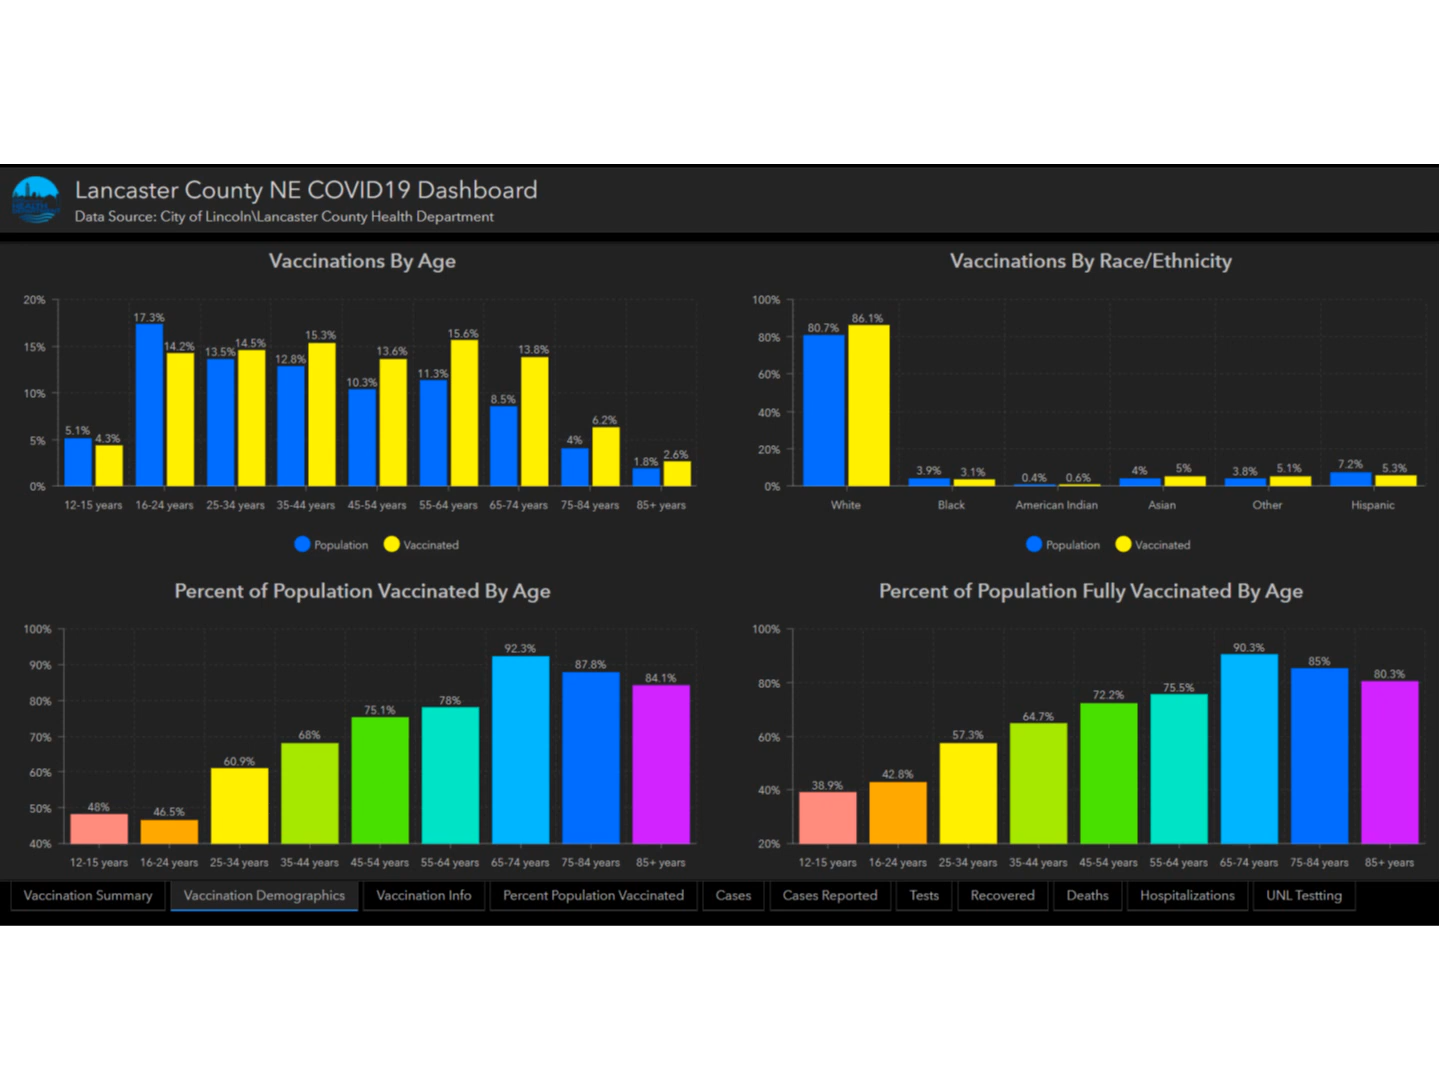 Lancaster County NE COVID19 Dashboard
Data Source: City of Lincoln\Lancaster County Health Department
Vaccinations By Age
20%
15%
10%
5%
0%
5.1% 4.3%
17.3% 14.2%
13.5% 14.5%
12.8% 15.3%
10.3% 13.6%
11.3% 15.6%
8.5% 13.8%
4% 6.2%
1.8% 2.6%
12-15 years 16-24 years 25-34 years 35-44 years 45-54 years 55-64 years 65-74 years 75-84 years 85+ years
Population Vaccinated
Vaccinations By Race/Ethnicity
100%
80%
60%
40%
20%
0%
80.7% 86.1%
3.9% 3.1%
0.4% 0.6%
4% 5%
3.8% 5.1%
7.2% 5.3%
White Black American Indian Asian Other Hispanic
Population Vaccinated
Percent of Population Vaccinated By Age
100%
90%
80%
70%
60%
50%
40%
48% 46.5% 60.9% 68% 75.1% 78% 92.3% 87.8% 84.1%
12-15 years 16-24 years 25-34 years 35-44 years 45-54 years 55-64 years 65-74 years 75-84 years 85+ years
Percent of Population Fully Vaccinated By Age
100%
80%
60%
40%
20%
38.9% 42.8% 57.3% 64.7% 72.2% 75.5% 90.3% 85% 80.3%
12-15 years 16-24 years 25-34 years 35-44 years 45-54 years 55-64 years 65-74 years 75-84 years 85+ years
Vaccination Summary Vaccination Demographics Vaccination Info Percent Population Vaccinated Cases Cases Reported Tests Recovered Deaths Hospitalizations UNL Testting